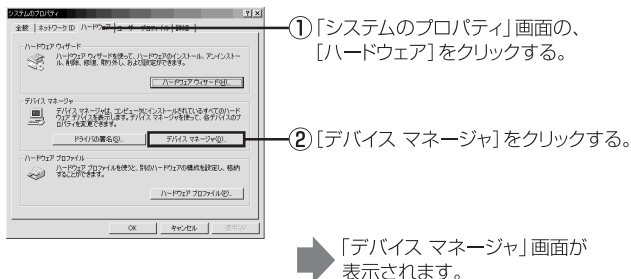 システムのプロパティ
全般 ネットワーク ID ハードウェア ユーザー プロファイル 詳細
ハードウェア ウィザード
ハードウェア ウィザードを使って、ハードウェアのインストール、アンインストール、削除、修復、取り外し、および設定ができます。
ハードウェア ウィザード(H)...
デバイス マネージャ
デバイス マネージャは、コンピュータにインストールされているすべてのハードウェア デバイスを表示します。デバイス マネージャを使って、各デバイスのプロパティを変更できます。
ドライバの署名(S)... デバイス マネージャ(D)...
ハードウェア プロファイル
ハードウェア プロファイルを使うと、別のハードウェアの構成を設定し、格納することができます。
ハードウェア プロファイル(P)...
OK キャンセル 適用(A)
①「システムのプロパティ」画面の、
[ハードウェア]をクリックする。
②[デバイス マネージャ]をクリックする。
「デバイス マネージャ」画面が
表示されます。